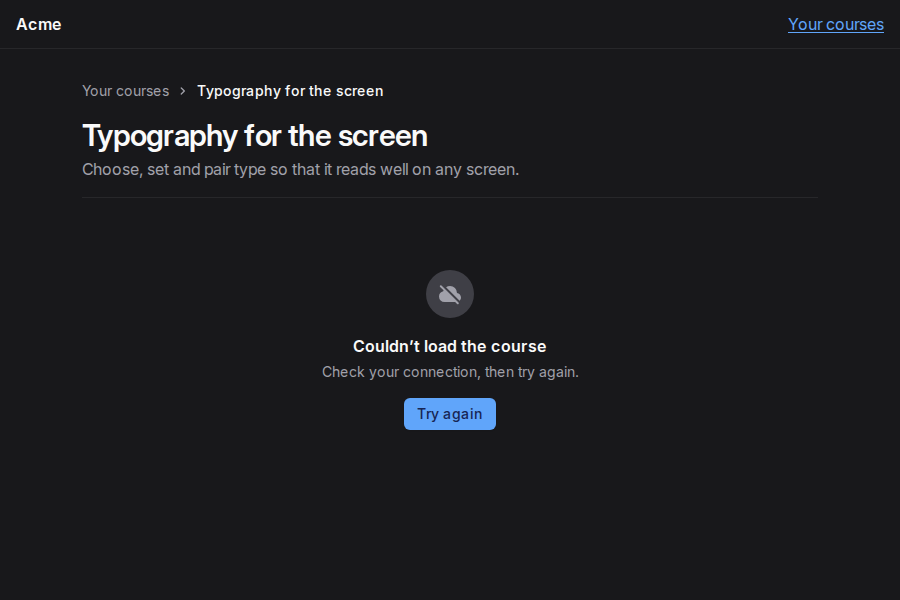 Acme
Your courses
Your courses › Typography for the screen
Typography for the screen
Choose, set and pair type so that it reads well on any screen.
Couldn’t load the course
Check your connection, then try again.
Try again